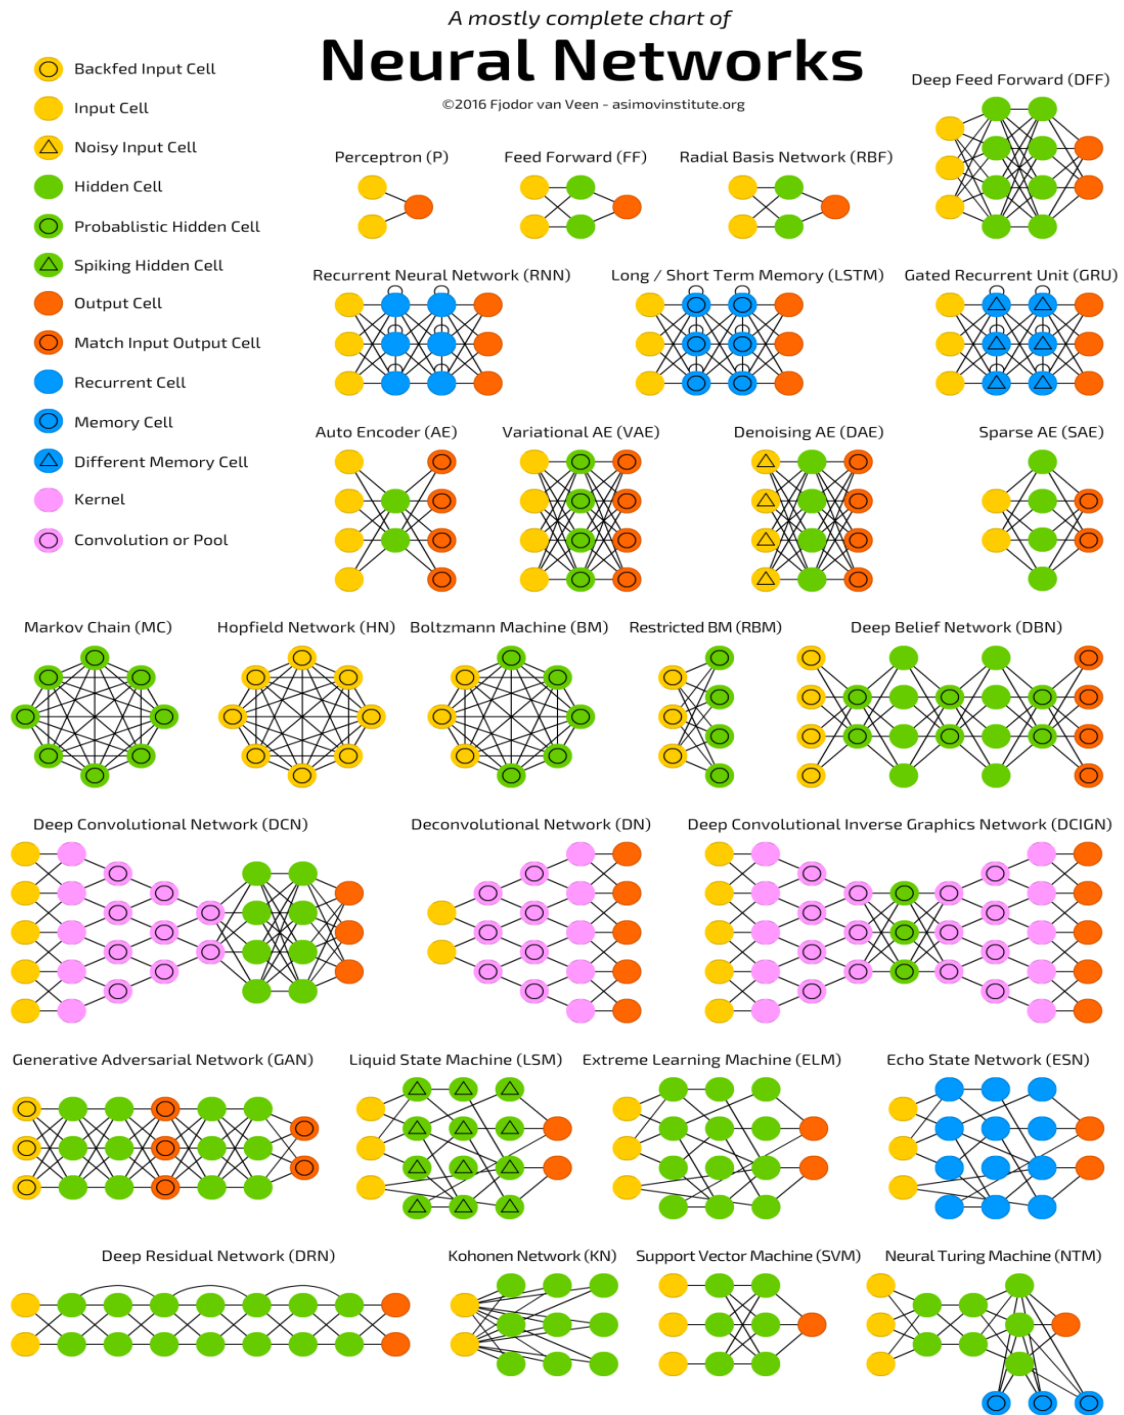 A mostly complete chart of
Neural Networks
©2016 Fjodor van Veen - asimovinstitute.org
Backfed Input Cell
Input Cell
Noisy Input Cell
Hidden Cell
Probablistic Hidden Cell
Spiking Hidden Cell
Output Cell
Match Input Output Cell
Recurrent Cell
Memory Cell
Different Memory Cell
Kernel
Convolution or Pool
Deep Feed Forward (DFF)
Perceptron (P)
Feed Forward (FF)
Radial Basis Network (RBF)
Recurrent Neural Network (RNN)
Long / Short Term Memory (LSTM)
Gated Recurrent Unit (GRU)
Auto Encoder (AE)
Variational AE (VAE)
Denoising AE (DAE)
Sparse AE (SAE)
Markov Chain (MC)
Hopfield Network (HN)
Boltzmann Machine (BM)
Restricted BM (RBM)
Deep Belief Network (DBN)
Deep Convolutional Network (DCN)
Deconvolutional Network (DN)
Deep Convolutional Inverse Graphics Network (DCIGN)
Generative Adversarial Network (GAN)
Liquid State Machine (LSM)
Extreme Learning Machine (ELM)
Echo State Network (ESN)
Deep Residual Network (DRN)
Kohonen Network (KN)
Support Vector Machine (SVM)
Neural Turing Machine (NTM)